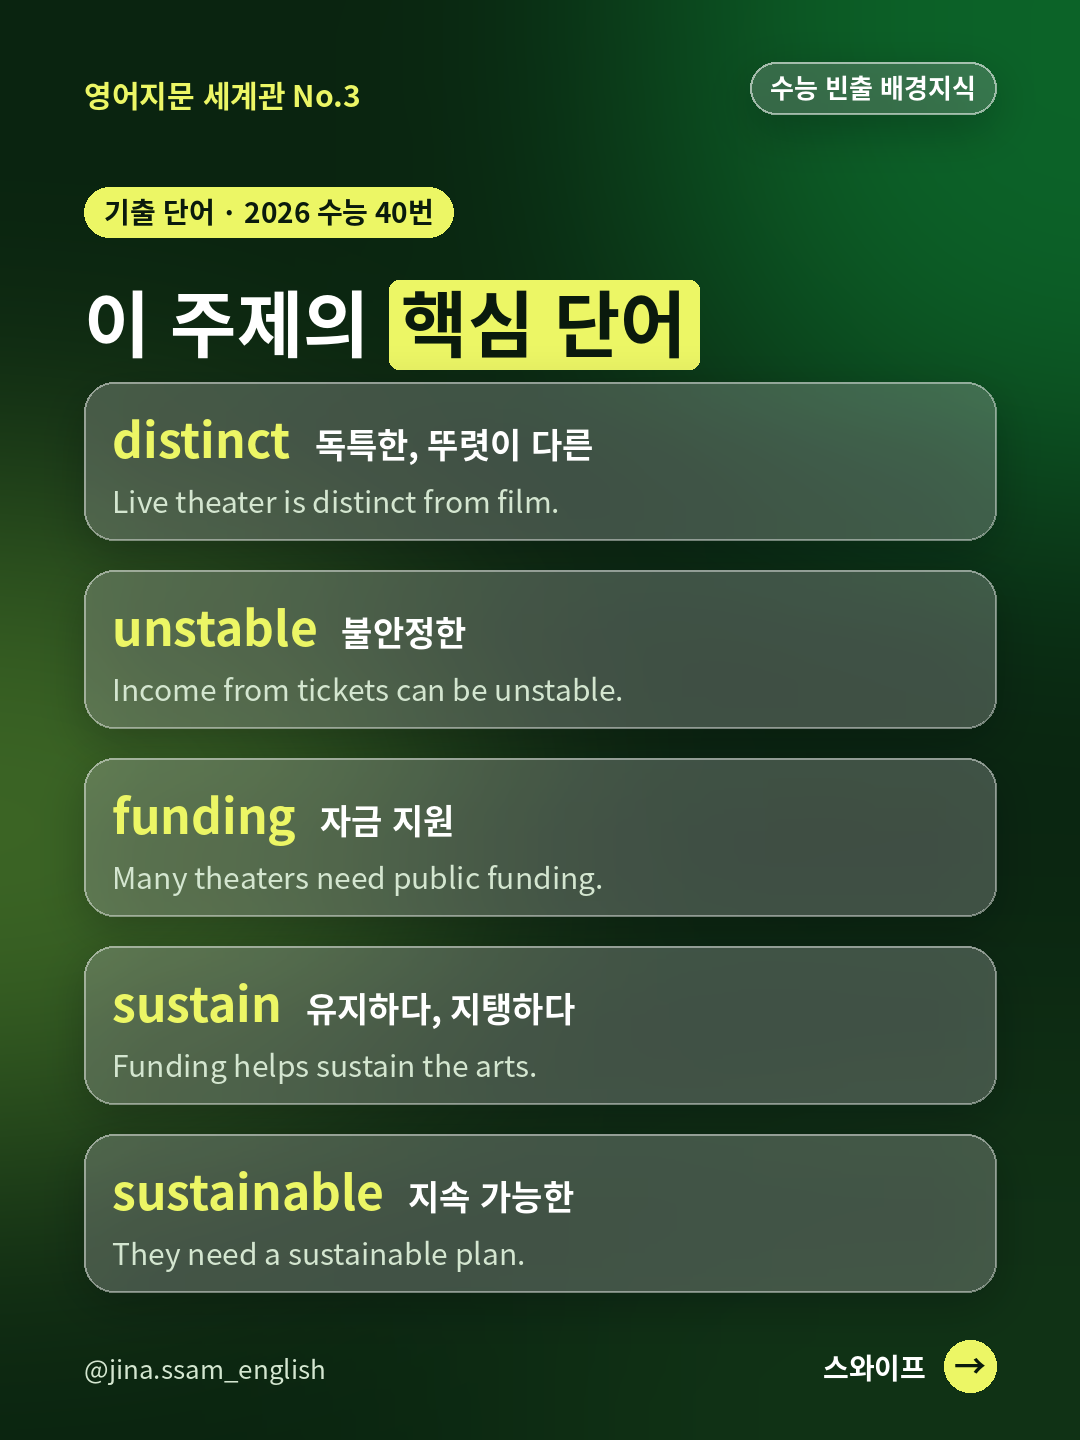 영어지문 세계관 No.3
수능 빈출 배경지식
기출 단어 · 2026 수능 40번
이 주제의 핵심 단어
distinct 독특한, 뚜렷이 다른
Live theater is distinct from film.
unstable 불안정한
Income from tickets can be unstable.
funding 자금 지원
Many theaters need public funding.
sustain 유지하다, 지탱하다
Funding helps sustain the arts.
sustainable 지속 가능한
They need a sustainable plan.
@jina.ssam_english
스와이프 →